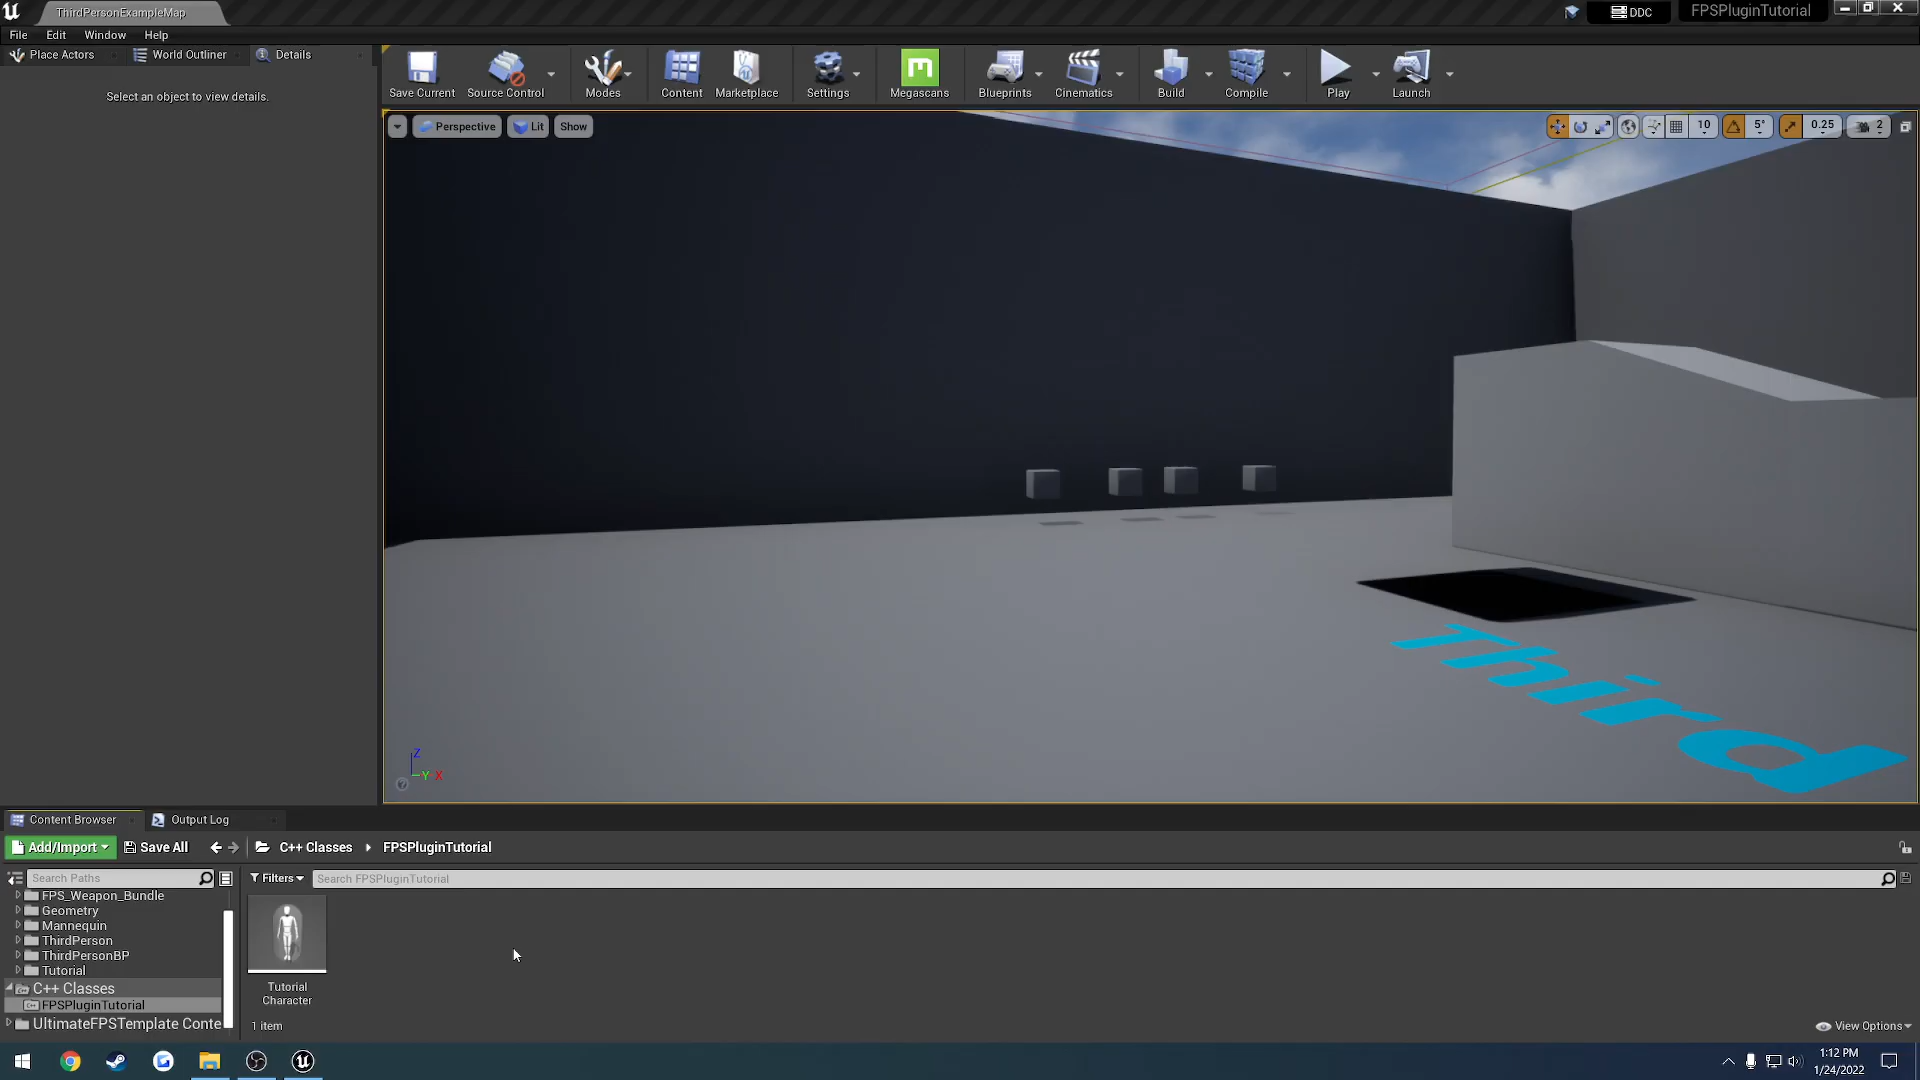 ThirdPersonExampleMap
DDC
FPSPluginTutorial
File Edit Window Help
Place Actors World Outliner Details
Save Current Source Control Modes Content Marketplace Settings Megascans Blueprints Cinematics Build Compile Play Launch
Select an object to view details.
Perspective Lit Show
10 5° 0.25 2
Third
Z
Y X
Content Browser Output Log
Add/Import Save All C++ Classes FPSPluginTutorial
Search Paths
Filters Search FPSPluginTutorial
FPS_Weapon_Bundle
Geometry
Mannequin
ThirdPerson
ThirdPersonBP
Tutorial
C++ Classes
FPSPluginTutorial
UltimateFPSTemplate Conte
Tutorial
Character
1 item
View Options
1:12 PM
1/24/2022